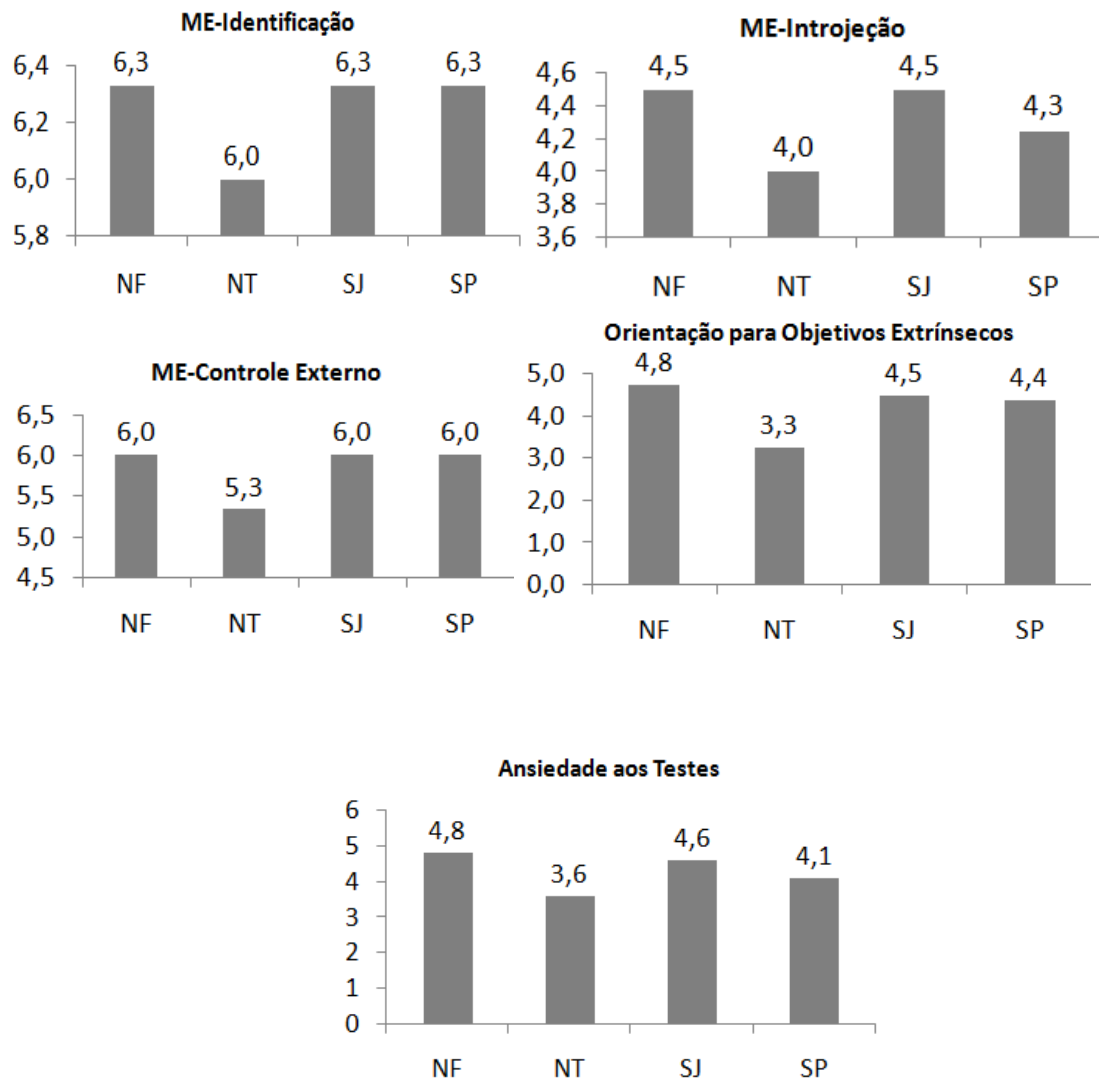 ME-Identificação
6,3 6,3 6,3
6,4
6,2
6,0
6,0
5,8
NF NT SJ SP
ME-Introjeção
4,5 4,5
4,6
4,3
4,4
4,2
4,0
4,0
3,8
3,6
NF NT SJ SP
ME-Controle Externo
6,5
6,0 6,0 6,0
6,0
5,3
5,5
5,0
4,5
NF NT SJ SP
Orientação para Objetivos Extrínsecos
4,8 4,5 4,4
5,0
4,0
3,3
3,0
2,0
1,0
0,0
NF NT SJ SP
Ansiedade aos Testes
6
4,8 4,6
5
4,1
3,6
4
3
2
1
0
NF NT SJ SP